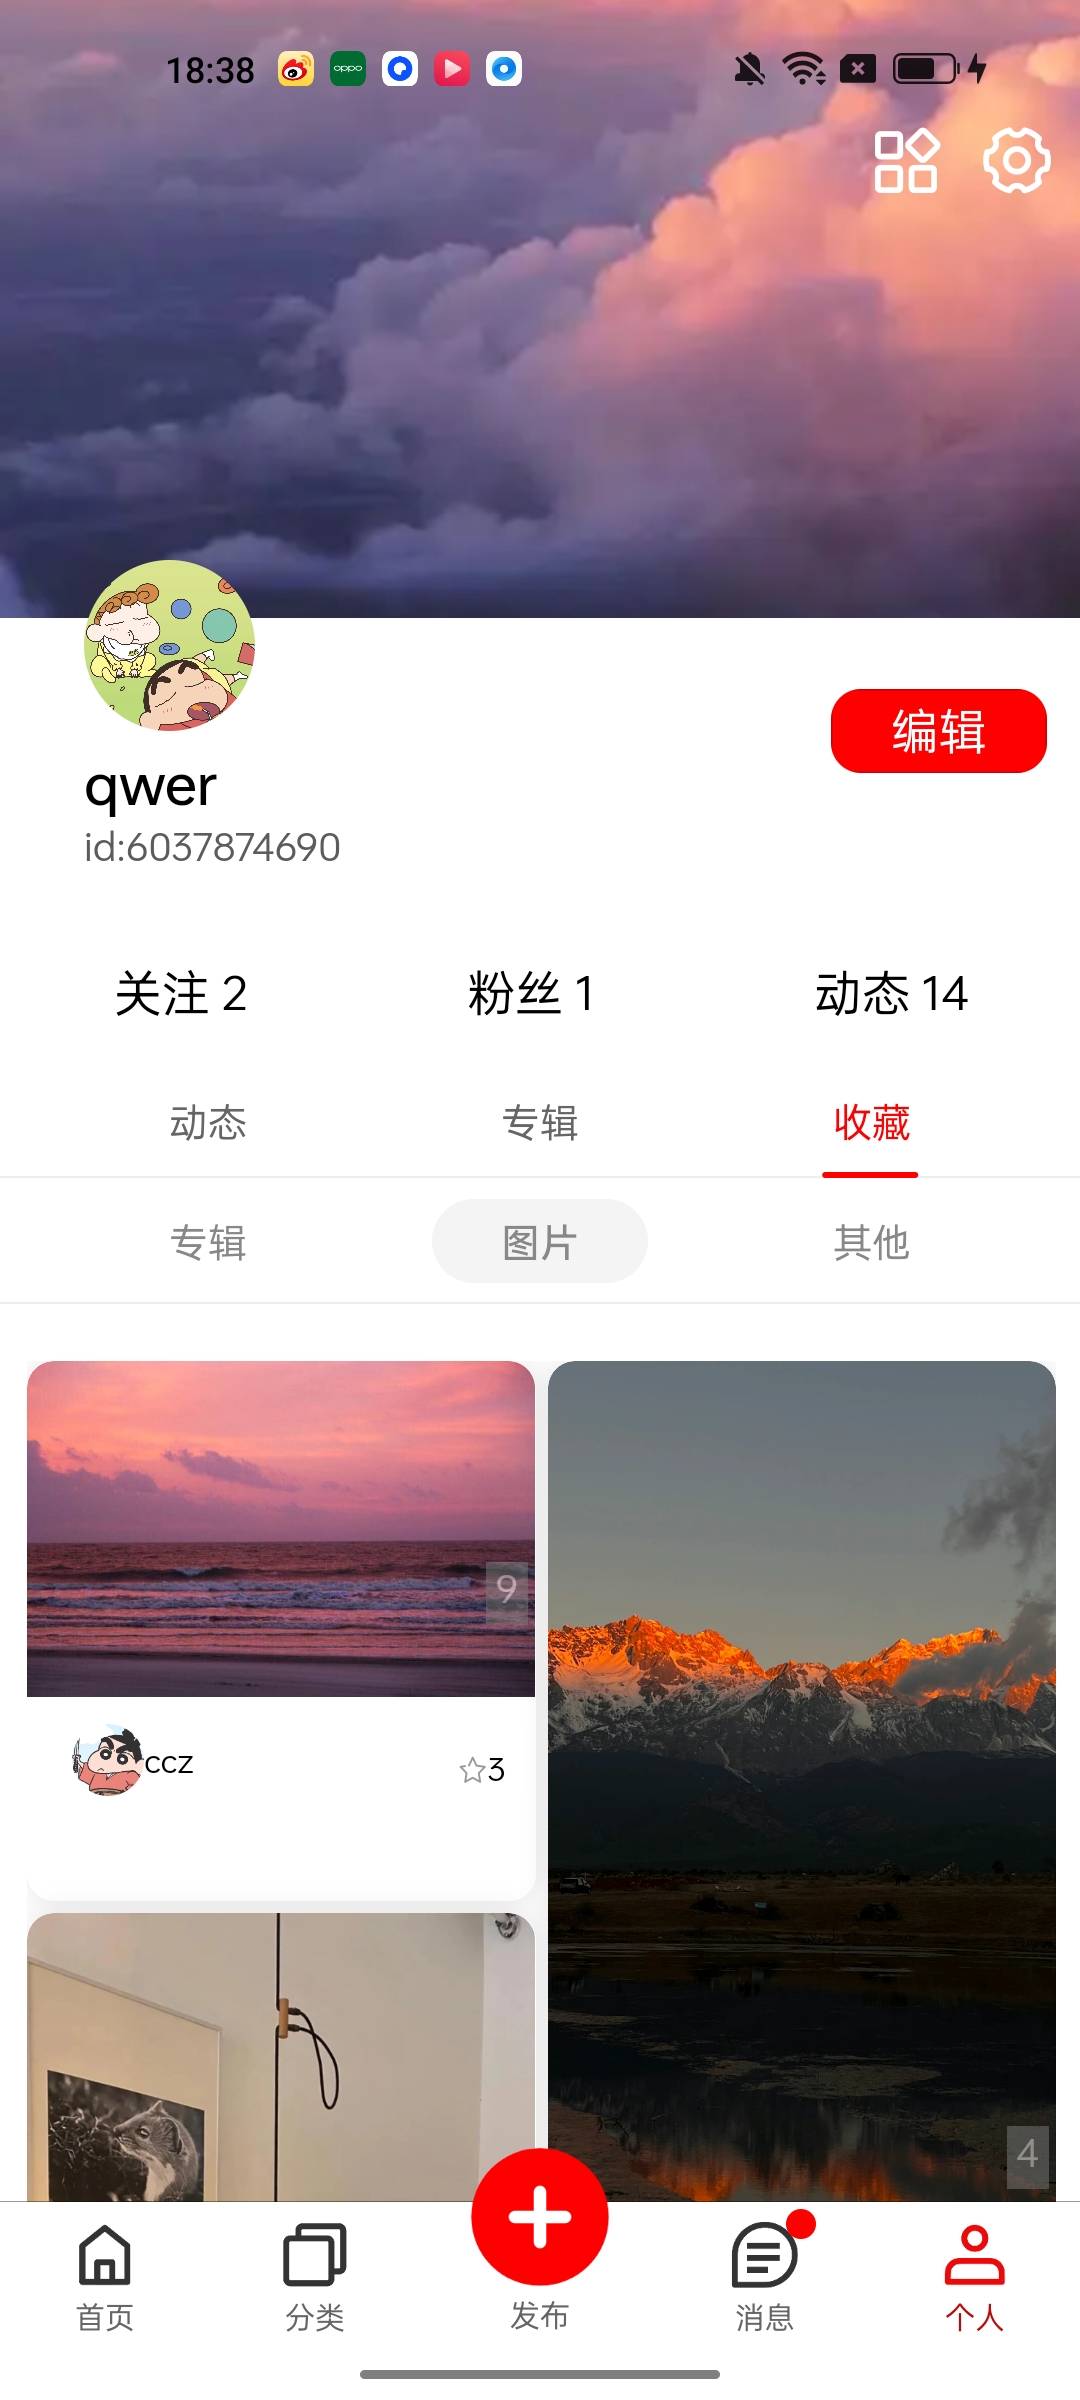 18:38
oppo
编辑
qwer
id:6037874690
关注 2
粉丝 1
动态 14
动态
专辑
收藏
专辑
图片
其他
9
ccz
3
4
首页
分类
发布
消息
个人